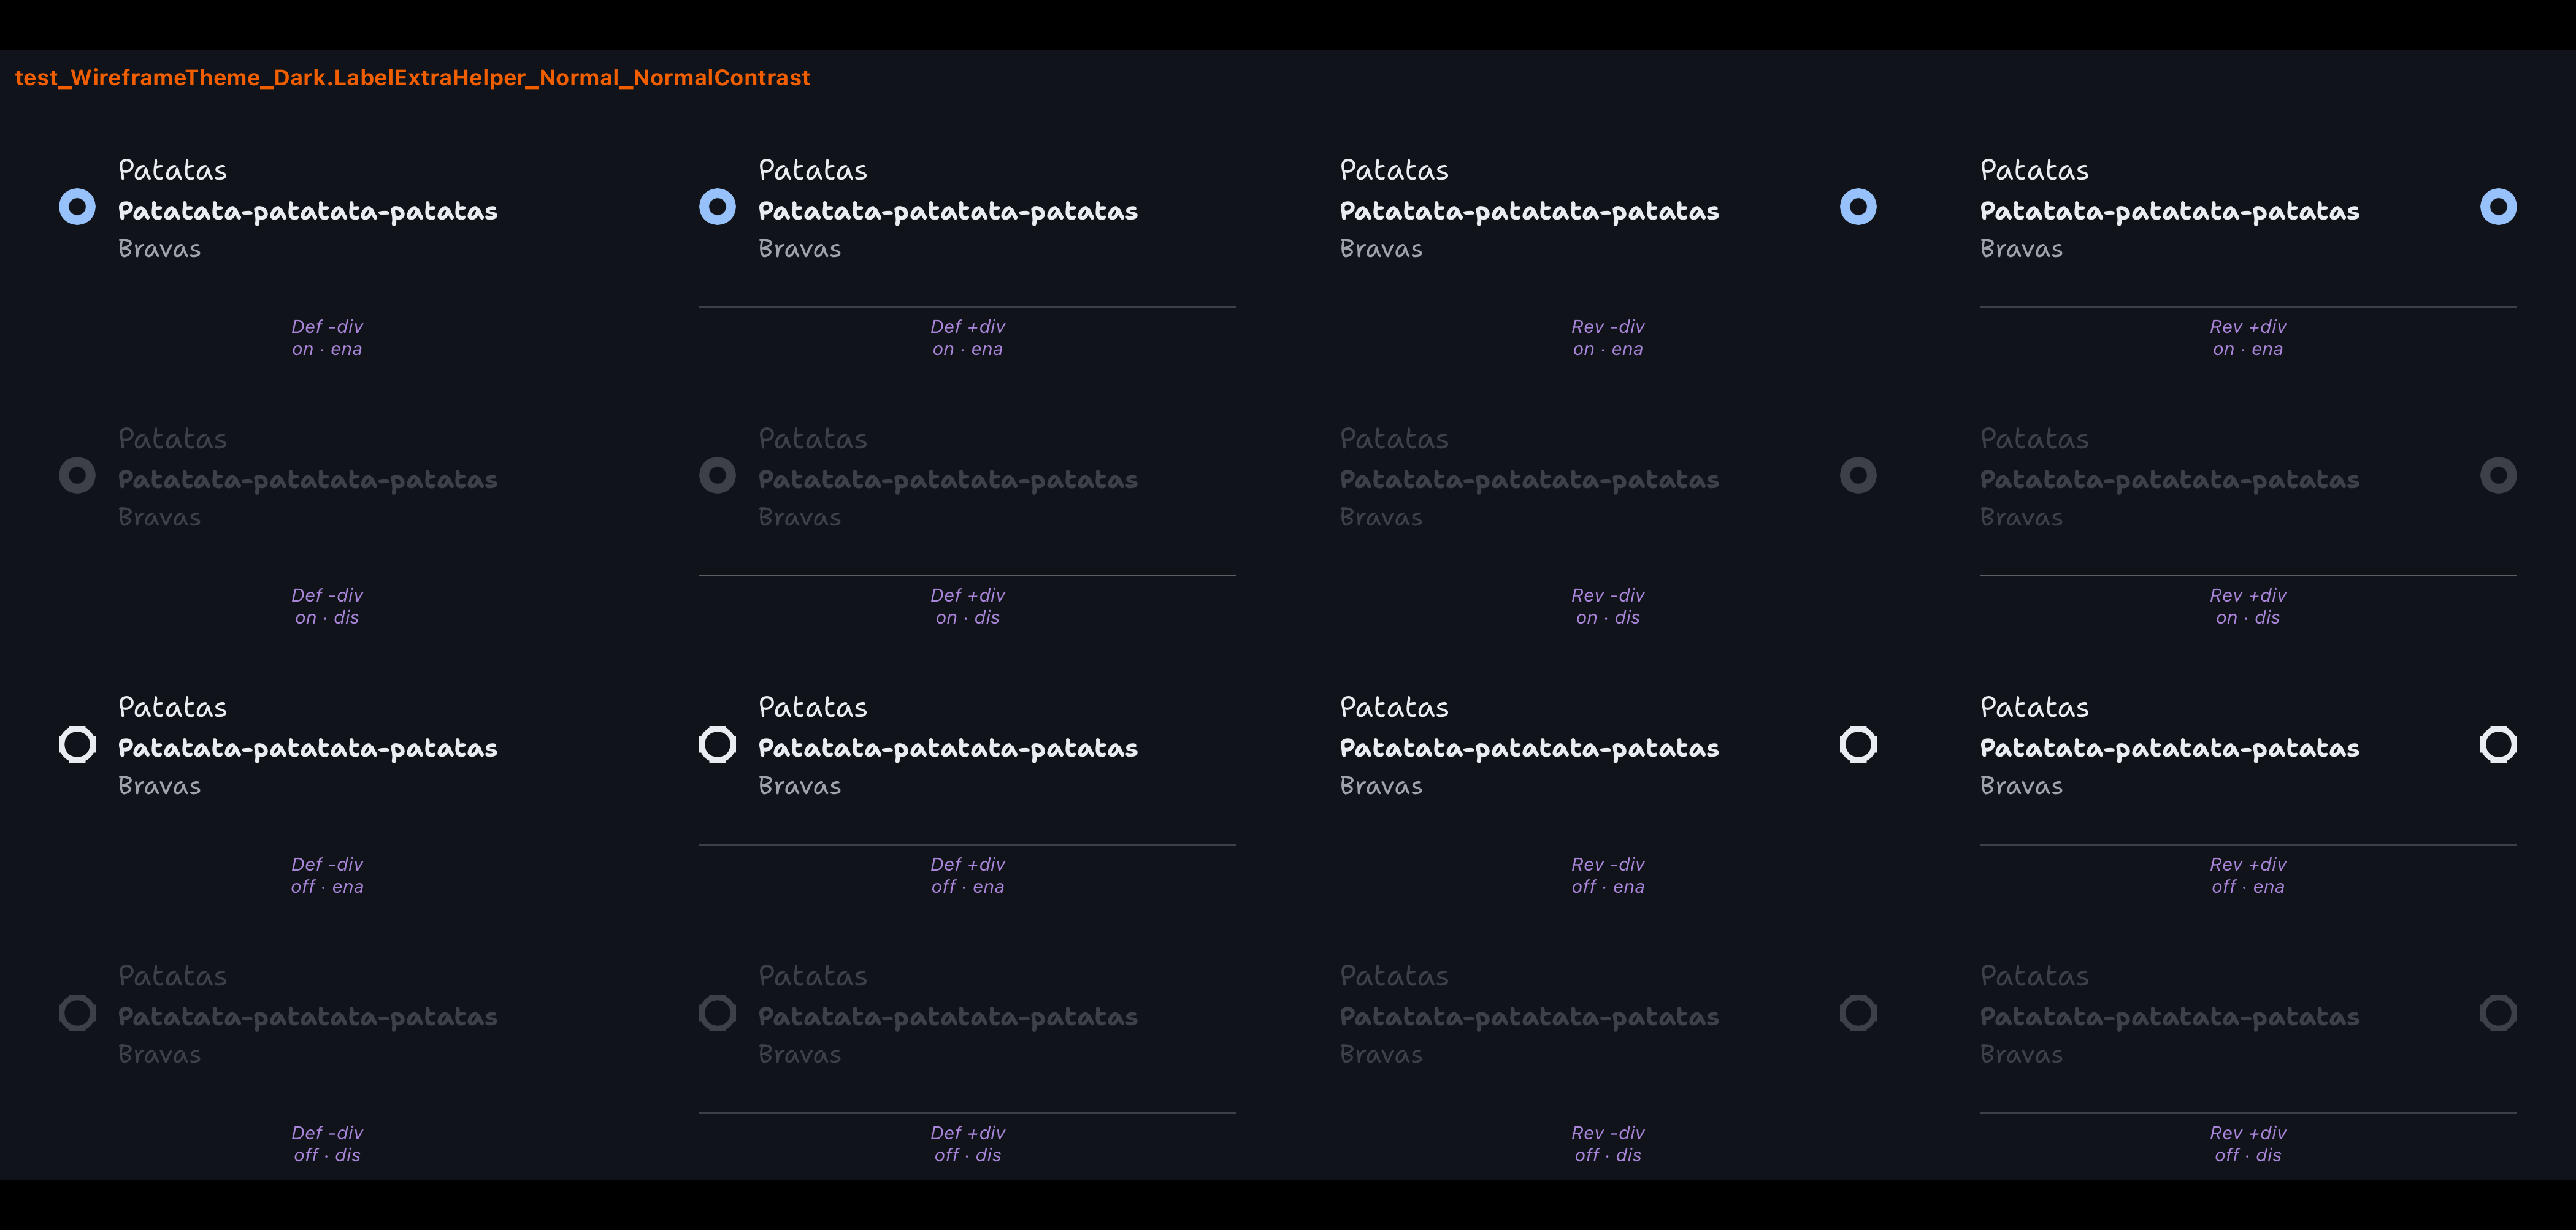 test_WireframeTheme_Dark.LabelExtraHelper_Normal_NormalContrast
Patatas
Patatata-patatata-patatas
Bravas
Def -div
on · ena
Patatas
Patatata-patatata-patatas
Bravas
Def +div
on · ena
Patatas
Patatata-patatata-patatas
Bravas
Rev -div
on · ena
Patatas
Patatata-patatata-patatas
Bravas
Rev +div
on · ena
Patatas
Patatata-patatata-patatas
Bravas
Def -div
on · dis
Patatas
Patatata-patatata-patatas
Bravas
Def +div
on · dis
Patatas
Patatata-patatata-patatas
Bravas
Rev -div
on · dis
Patatas
Patatata-patatata-patatas
Bravas
Rev +div
on · dis
Patatas
Patatata-patatata-patatas
Bravas
Def -div
off · ena
Patatas
Patatata-patatata-patatas
Bravas
Def +div
off · ena
Patatas
Patatata-patatata-patatas
Bravas
Rev -div
off · ena
Patatas
Patatata-patatata-patatas
Bravas
Rev +div
off · ena
Patatas
Patatata-patatata-patatas
Bravas
Def -div
off · dis
Patatas
Patatata-patatata-patatas
Bravas
Def +div
off · dis
Patatas
Patatata-patatata-patatas
Bravas
Rev -div
off · dis
Patatas
Patatata-patatata-patatas
Bravas
Rev +div
off · dis